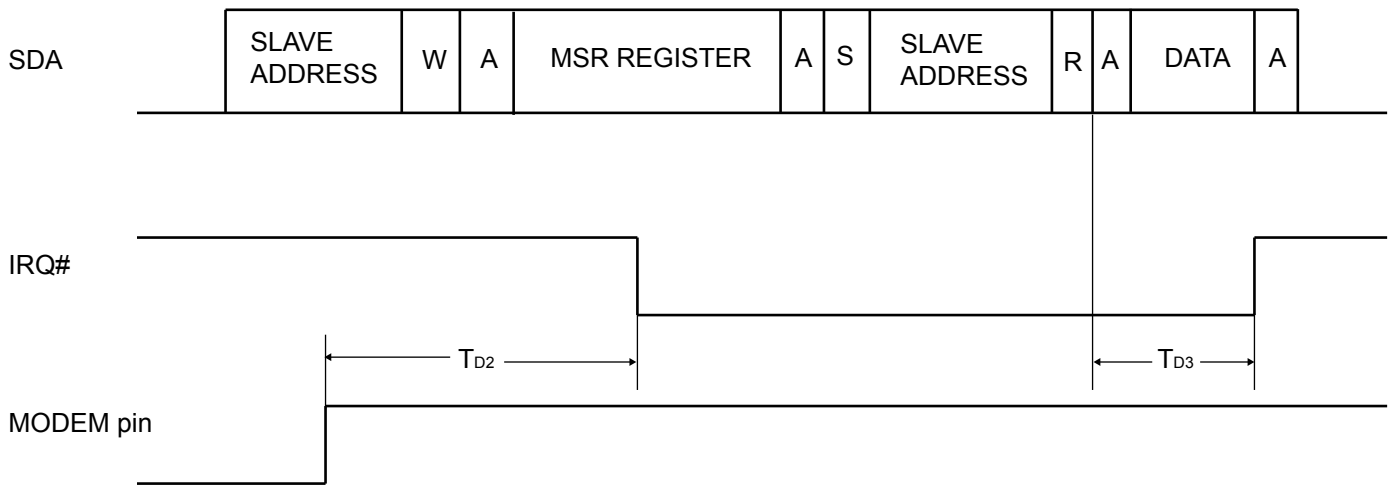 SDA
SLAVE
ADDRESS
W
A
MSR REGISTER
A
S
SLAVE
ADDRESS
R
A
DATA
A
IRQ#
TD2
TD3
MODEM pin